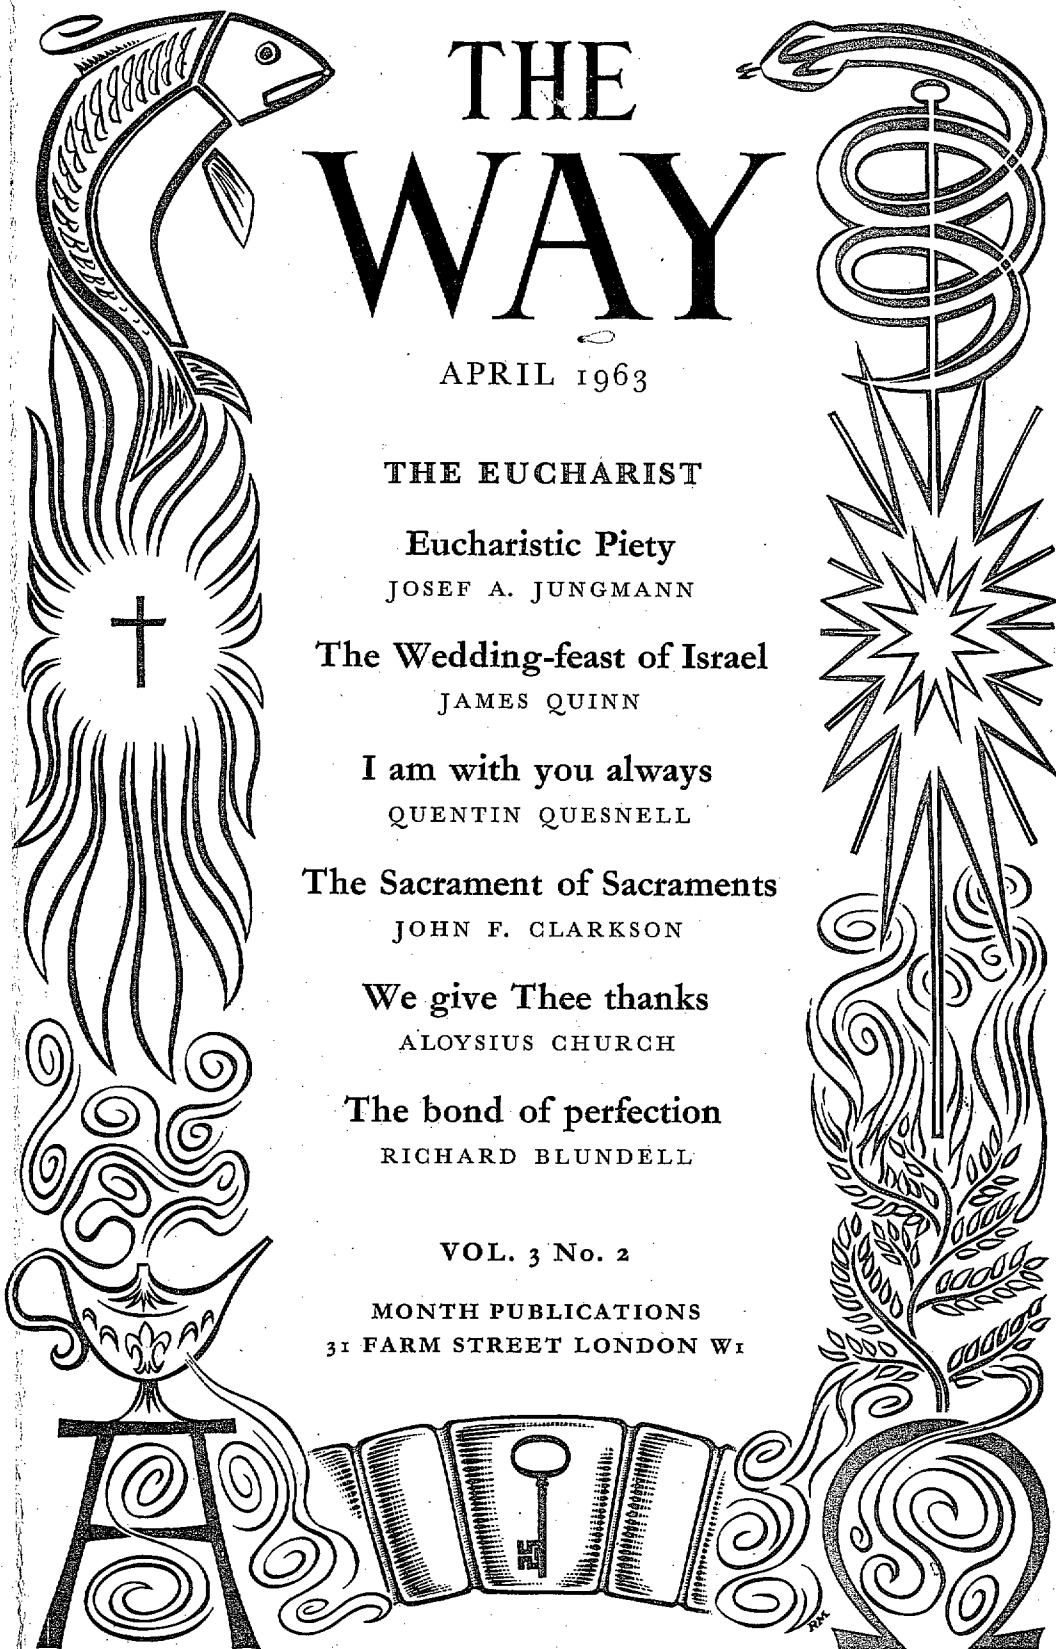 THE
WAY
APRIL 1963
THE EUCHARIST
Eucharistic Piety
JOSEF A. JUNGMANN
The Wedding-feast of Israel
JAMES QUINN
I am with you always
QUENTIN QUESNELL
The Sacrament of Sacraments
JOHN F. CLARKSON
We give Thee thanks
ALOYSIUS CHURCH
The bond of perfection
RICHARD BLUNDELL
VOL. 3 No. 2
MONTH PUBLICATIONS
31 FARM STREET LONDON W1
RM